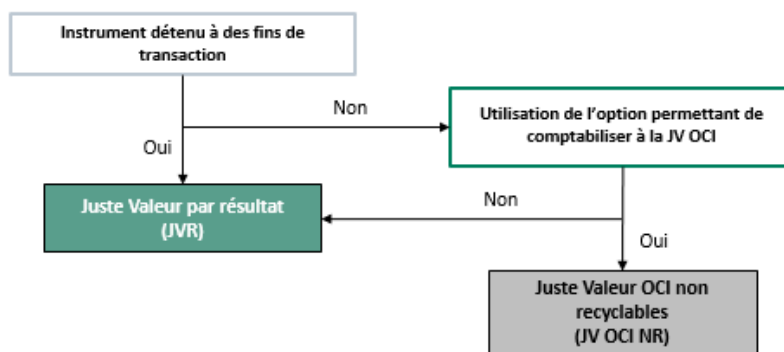 Instrument détenu à des fins de
transaction
Non
Utilisation de l'option permettant de
comptabiliser à la JV OCI
Oui
Juste Valeur par résultat
(JVR)
Non
Oui
Juste Valeur OCI non
recyclables
(JV OCI NR)